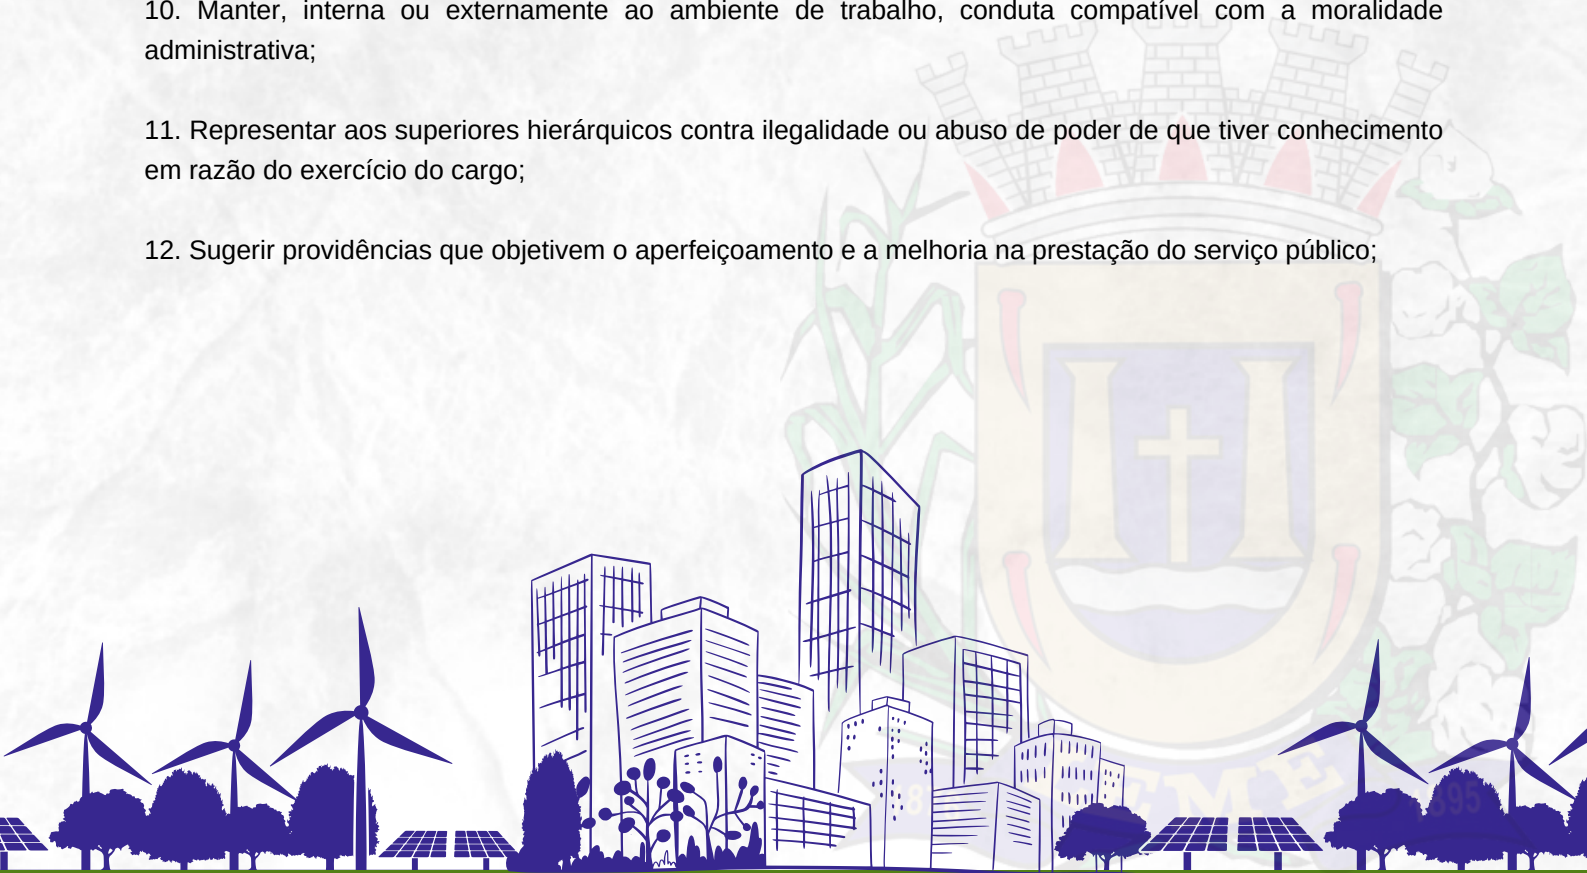 10. Manter, interna ou externamente ao ambiente de trabalho, conduta compatível com a moralidade
administrativa;
11. Representar aos superiores hierárquicos contra ilegalidade ou abuso de poder de que tiver conhecimento
em razão do exercício do cargo;
12. Sugerir providências que objetivem o aperfeiçoamento e a melhoria na prestação do serviço público;
1895